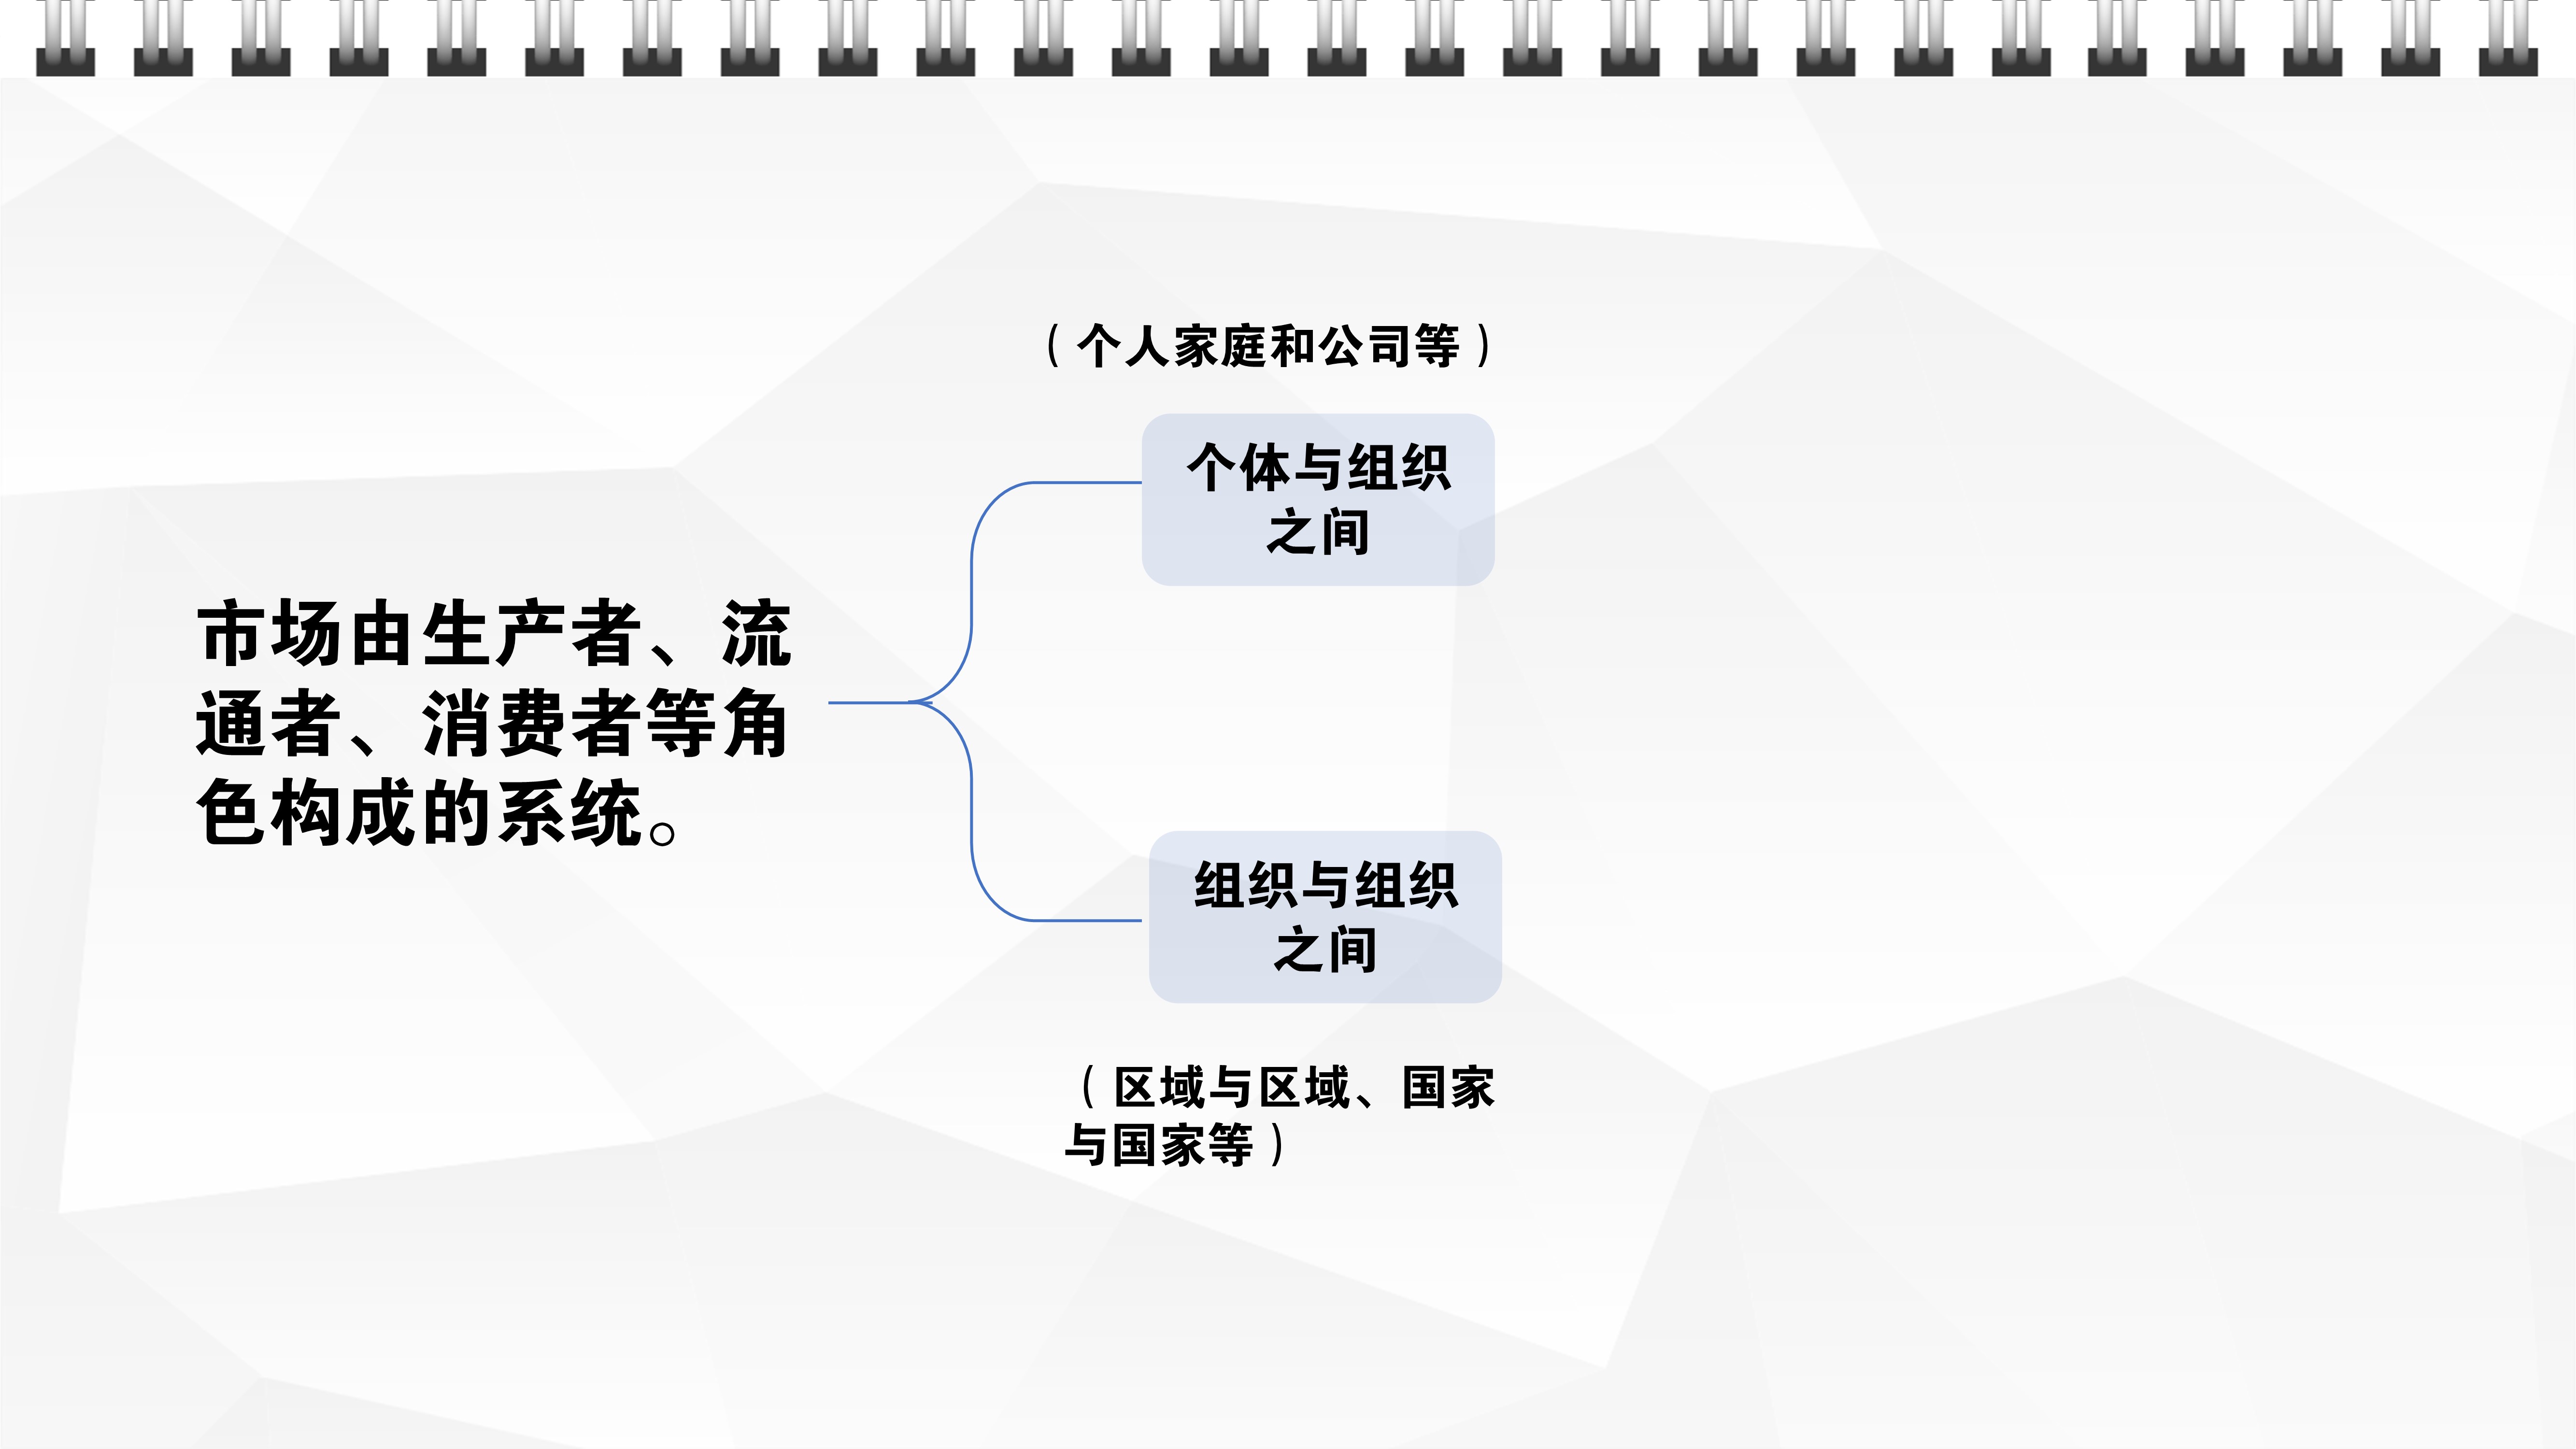 （个人家庭和公司等）
个体与组织
之间
市场由生产者、流
通者、消费者等角
色构成的系统。
组织与组织
之间
（区域与区域、国家
与国家等）